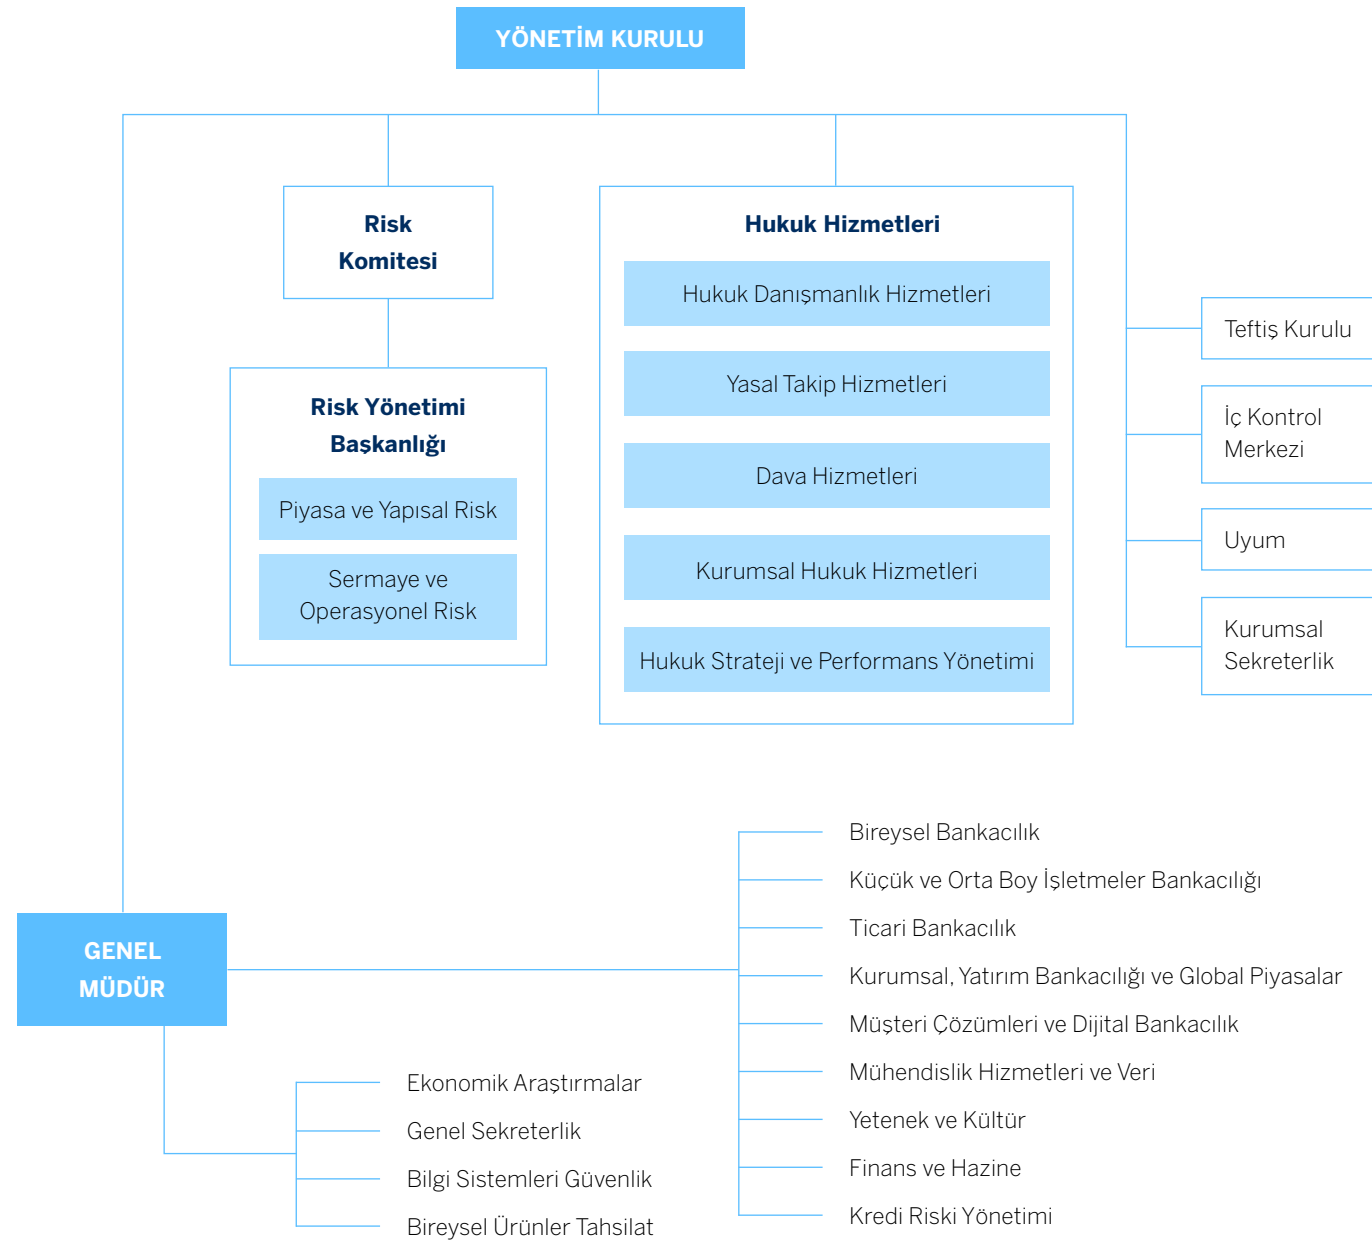 YÖNETİM KURULU
Risk
Komitesi
Risk Yönetimi
Başkanlığı
Piyasa ve Yapısal Risk
Sermaye ve
Operasyonel Risk
Hukuk Hizmetleri
Hukuk Danışmanlık Hizmetleri
Yasal Takip Hizmetleri
Dava Hizmetleri
Kurumsal Hukuk Hizmetleri
Hukuk Strateji ve Performans Yönetimi
Teftiş Kurulu
İç Kontrol
Merkezi
Uyum
Kurumsal
Sekreterlik
GENEL
MÜDÜR
Ekonomik Araştırmalar
Genel Sekreterlik
Bilgi Sistemleri Güvenlik
Bireysel Ürünler Tahsilat
Bireysel Bankacılık
Küçük ve Orta Boy İşletmeler Bankacılığı
Ticari Bankacılık
Kurumsal, Yatırım Bankacılığı ve Global Piyasalar
Müşteri Çözümleri ve Dijital Bankacılık
Mühendislik Hizmetleri ve Veri
Yetenek ve Kültür
Finans ve Hazine
Kredi Riski Yönetimi